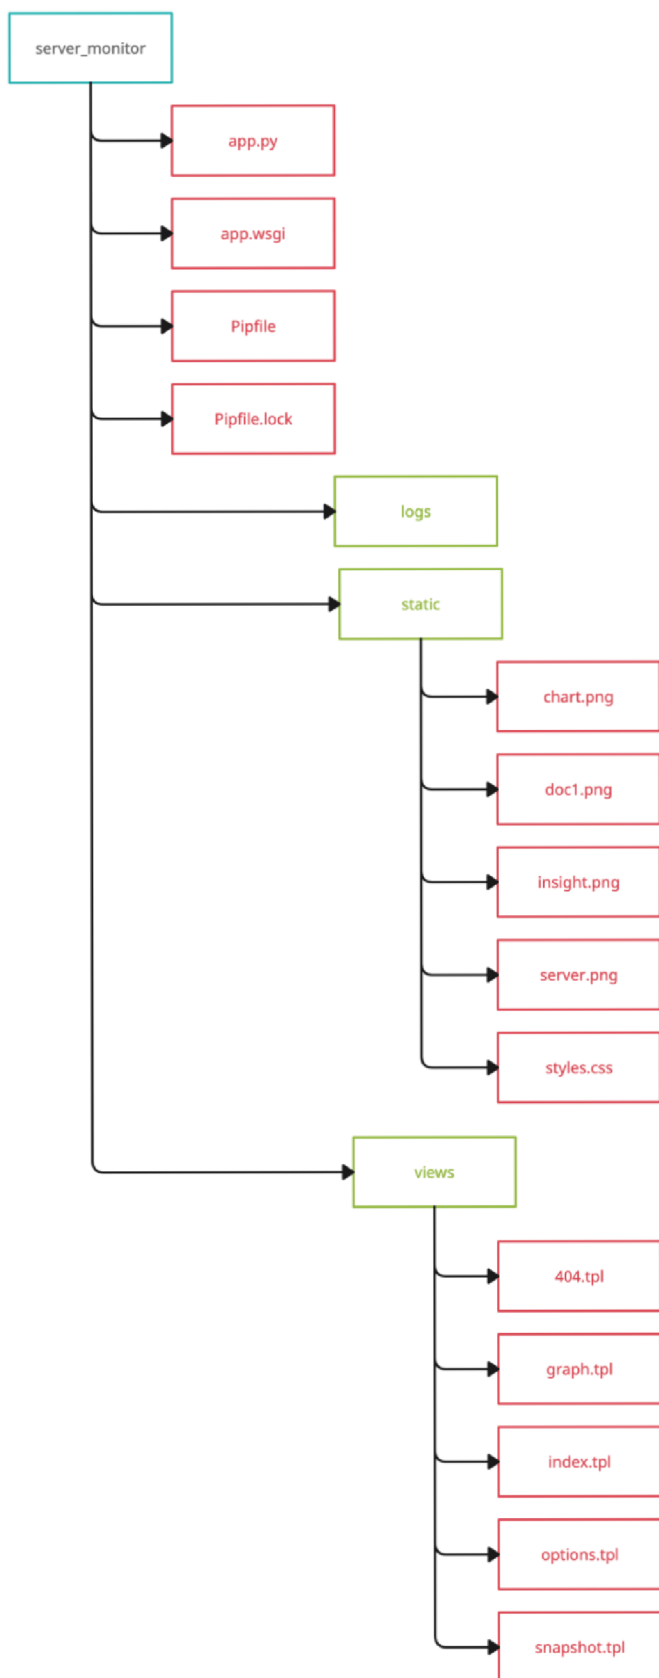 server_monitor
app.py
app.wsgi
Pipfile
Pipfile.lock
logs
static
chart.png
doc1.png
insight.png
server.png
styles.css
views
404.tpl
graph.tpl
index.tpl
options.tpl
snapshot.tpl